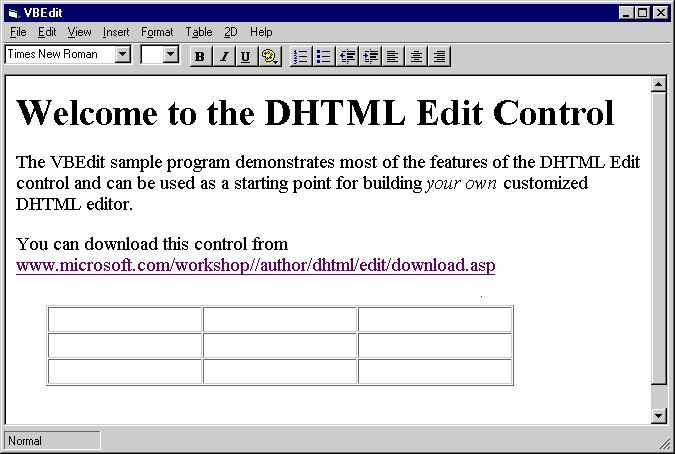 VBEdit
File Edit View Insert Format Table 2D Help
Times New Roman B I U
Welcome to the DHTML Edit Control
The VBEdit sample program demonstrates most of the features of the DHTML Edit
control and can be used as a starting point for building your own customized
DHTML editor.
You can download this control from
www.microsoft.com/workshop//author/dhtml/edit/download.asp
Normal